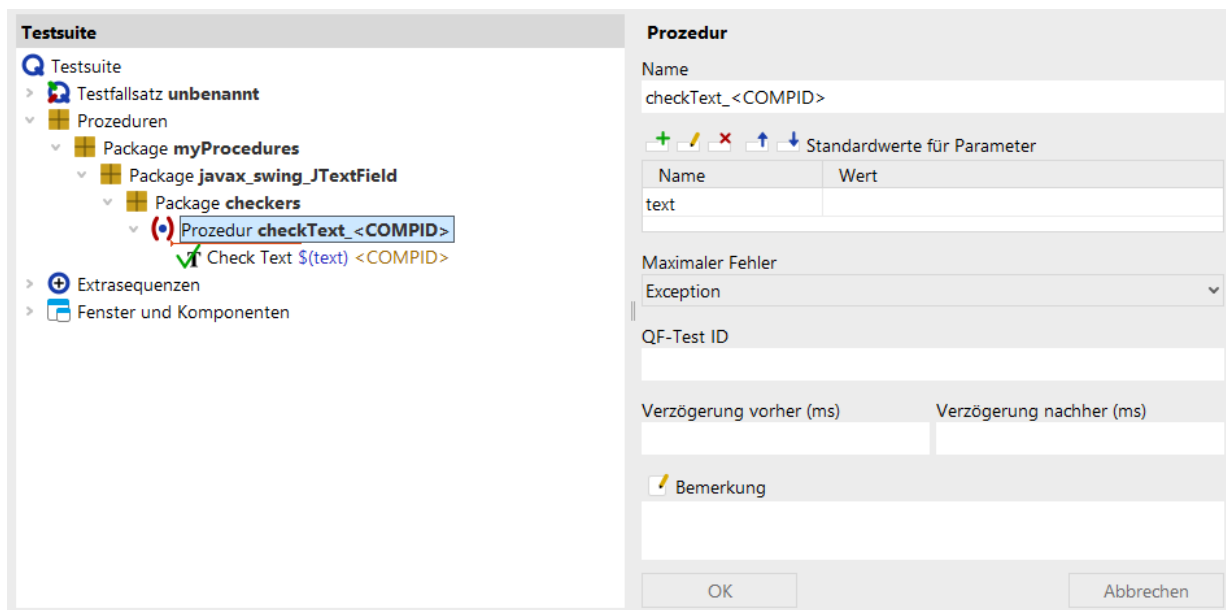 Testsuite
Testsuite
Testfallsatz unbenannt
Prozeduren
Package myProcedures
Package javax_swing_JTextField
Package checkers
Prozedur checkText_<COMPID>
Check Text $(text) <COMPID>
Extrasequenzen
Fenster und Komponenten
Prozedur
Name
checkText_<COMPID>
Standardwerte für Parameter
Name Wert
text
Maximaler Fehler
Exception
QF-Test ID
Verzögerung vorher (ms) Verzögerung nachher (ms)
Bemerkung
OK Abbrechen